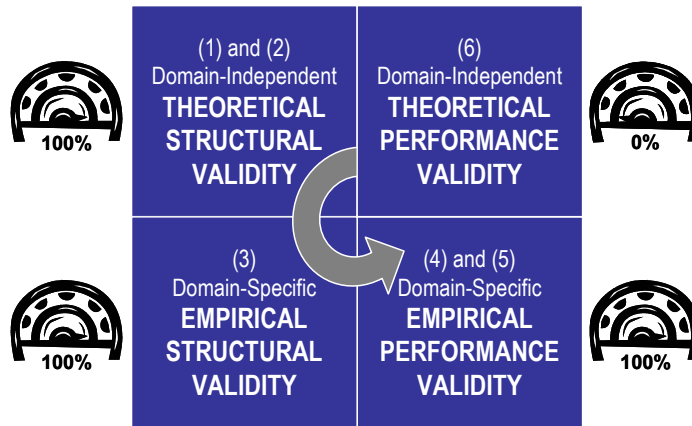 (1) and (2)
Domain-Independent
THEORETICAL
STRUCTURAL
VALIDITY
(6)
Domain-Independent
THEORETICAL
PERFORMANCE
VALIDITY
100%
0%
(3)
Domain-Specific
EMPIRICAL
STRUCTURAL
VALIDITY
(4) and (5)
Domain-Specific
EMPIRICAL
PERFORMANCE
VALIDITY
100%
100%